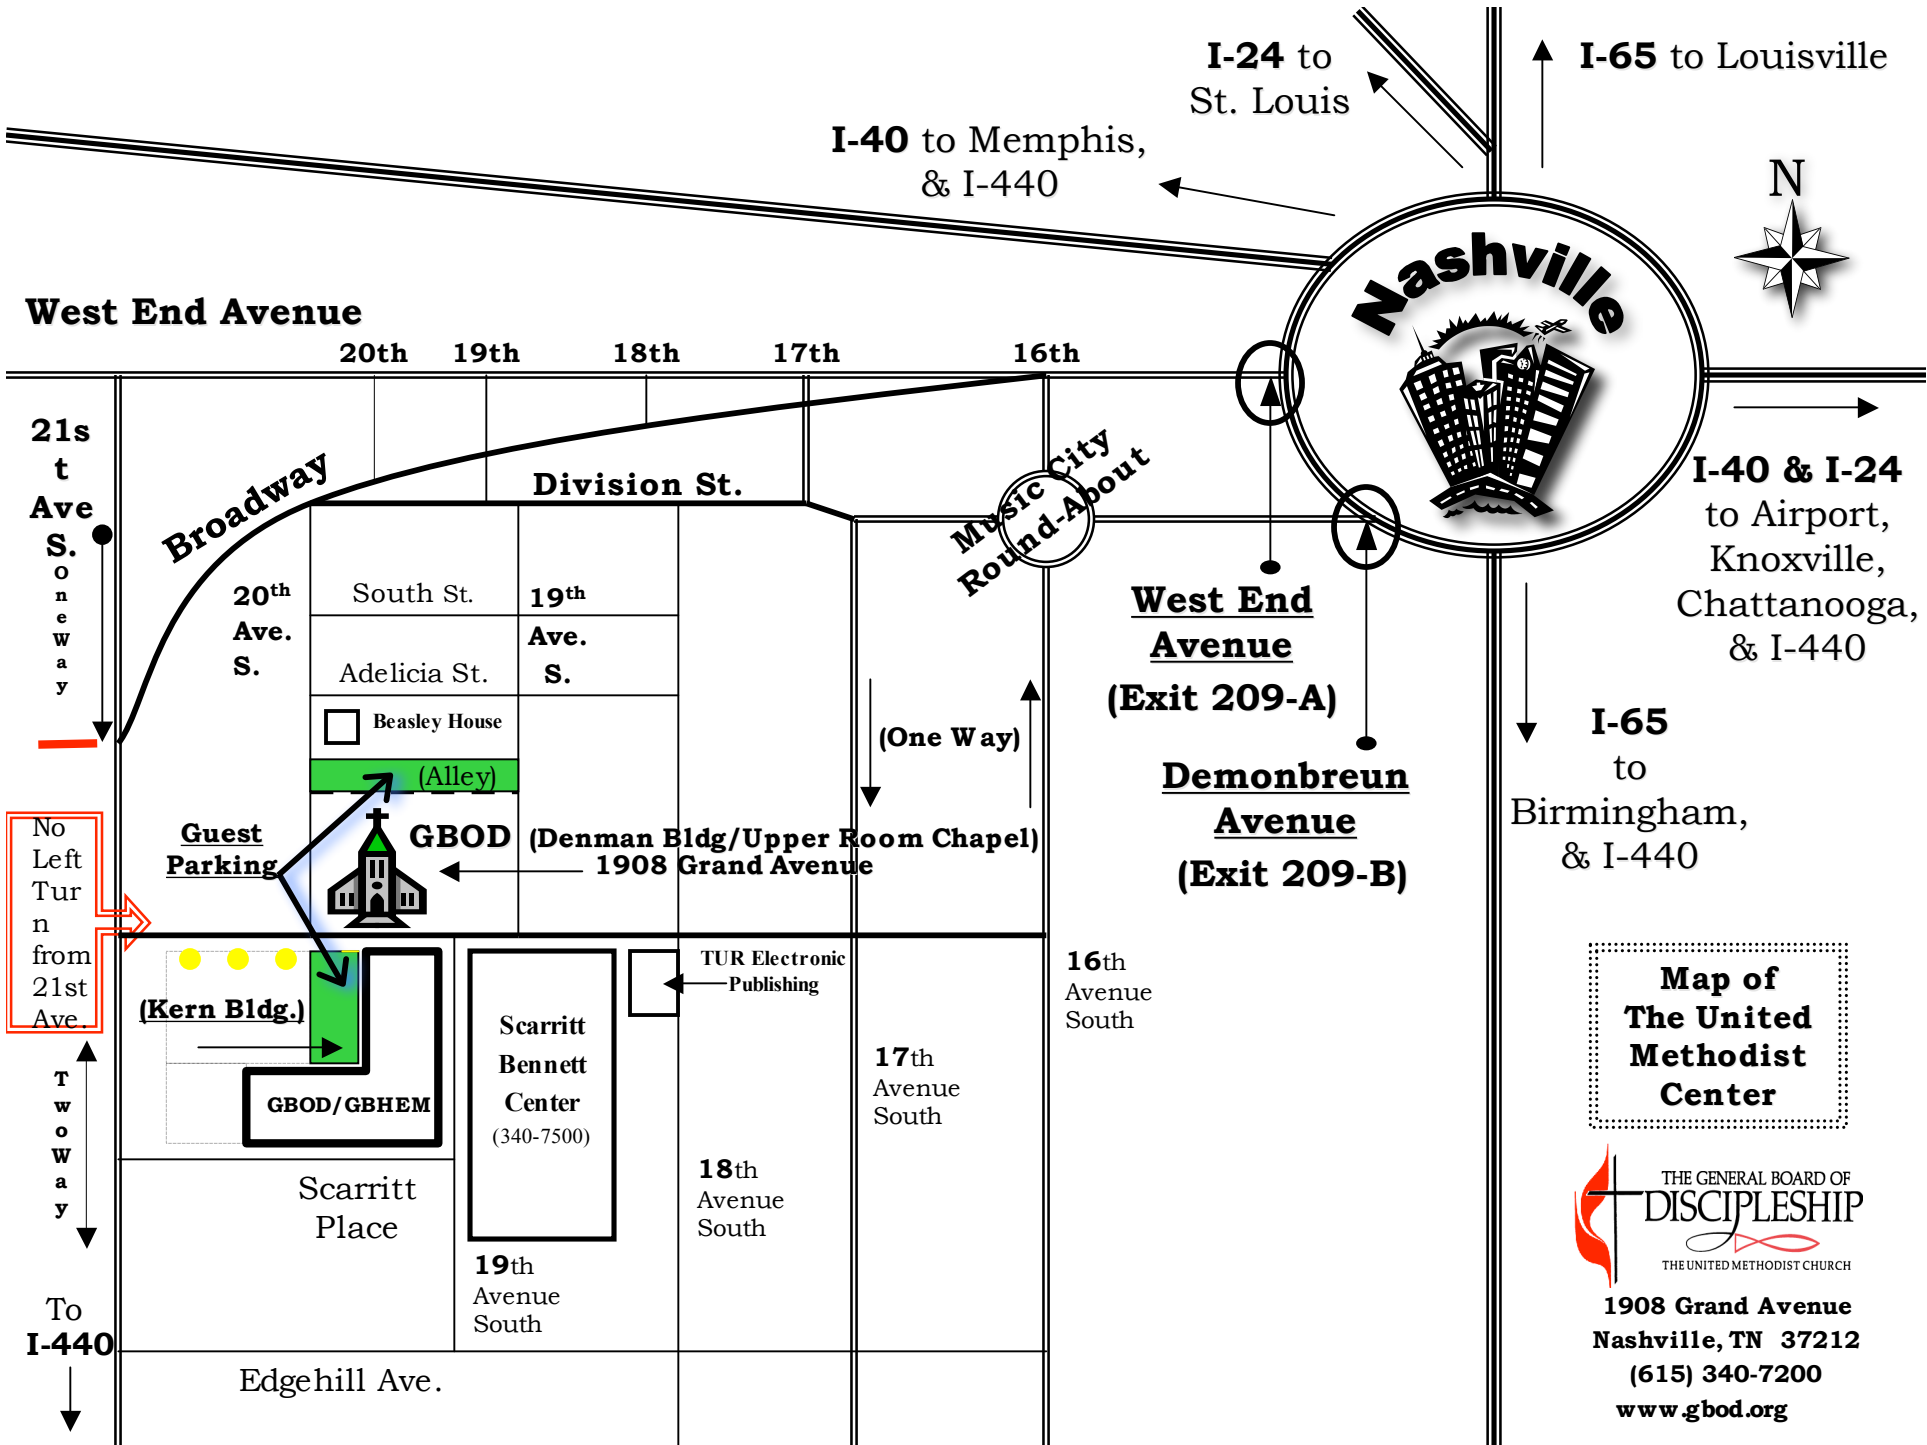 I-24 to
St. Louis
I-65 to Louisville
I-40 to Memphis,
& I-440
N
Nashville
West End Avenue
20th
19th
18th
17th
16th
21s
t
Ave
S.
O
n
e
W
a
y
Broadway
Division St.
Music City
Round-About
I-40 & I-24
to Airport,
Knoxville,
Chattanooga,
& I-440
20th
Ave.
S.
South St.
19th
Ave.
S.
Adelicia St.
West End
Avenue
(Exit 209-A)
Beasley House
(One Way)
I-65
to
Birmingham,
& I-440
(Alley)
Demonbreun
Avenue
(Exit 209-B)
Guest
Parking
GBOD
(Denman Bldg/Upper Room Chapel)
1908 Grand Avenue
No
Left
Tur
n
from
21st
Ave.
(Kern Bldg.)
TUR Electronic
Publishing
16th
Avenue
South
Scarritt
Bennett
Center
(340-7500)
GBOD/GBHEM
17th
Avenue
South
T
w
o
W
a
y
18th
Avenue
South
Scarritt
Place
19th
Avenue
South
To
I-440
Edgehill Ave.
Map of
The United
Methodist
Center
THE GENERAL BOARD OF
DISCIPLESHIP
THE UNITED METHODIST CHURCH
1908 Grand Avenue
Nashville, TN 37212
(615) 340-7200
www.gbod.org